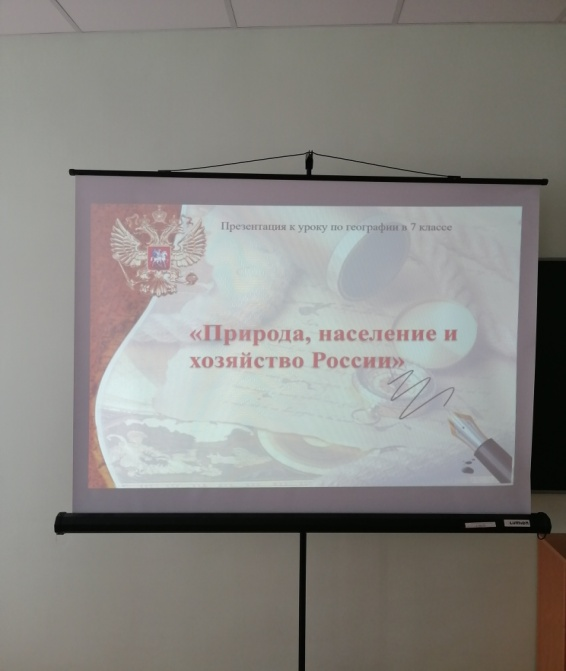 Презентация к уроку по географии в 7 классе
«Природа, население и
хозяйство России»